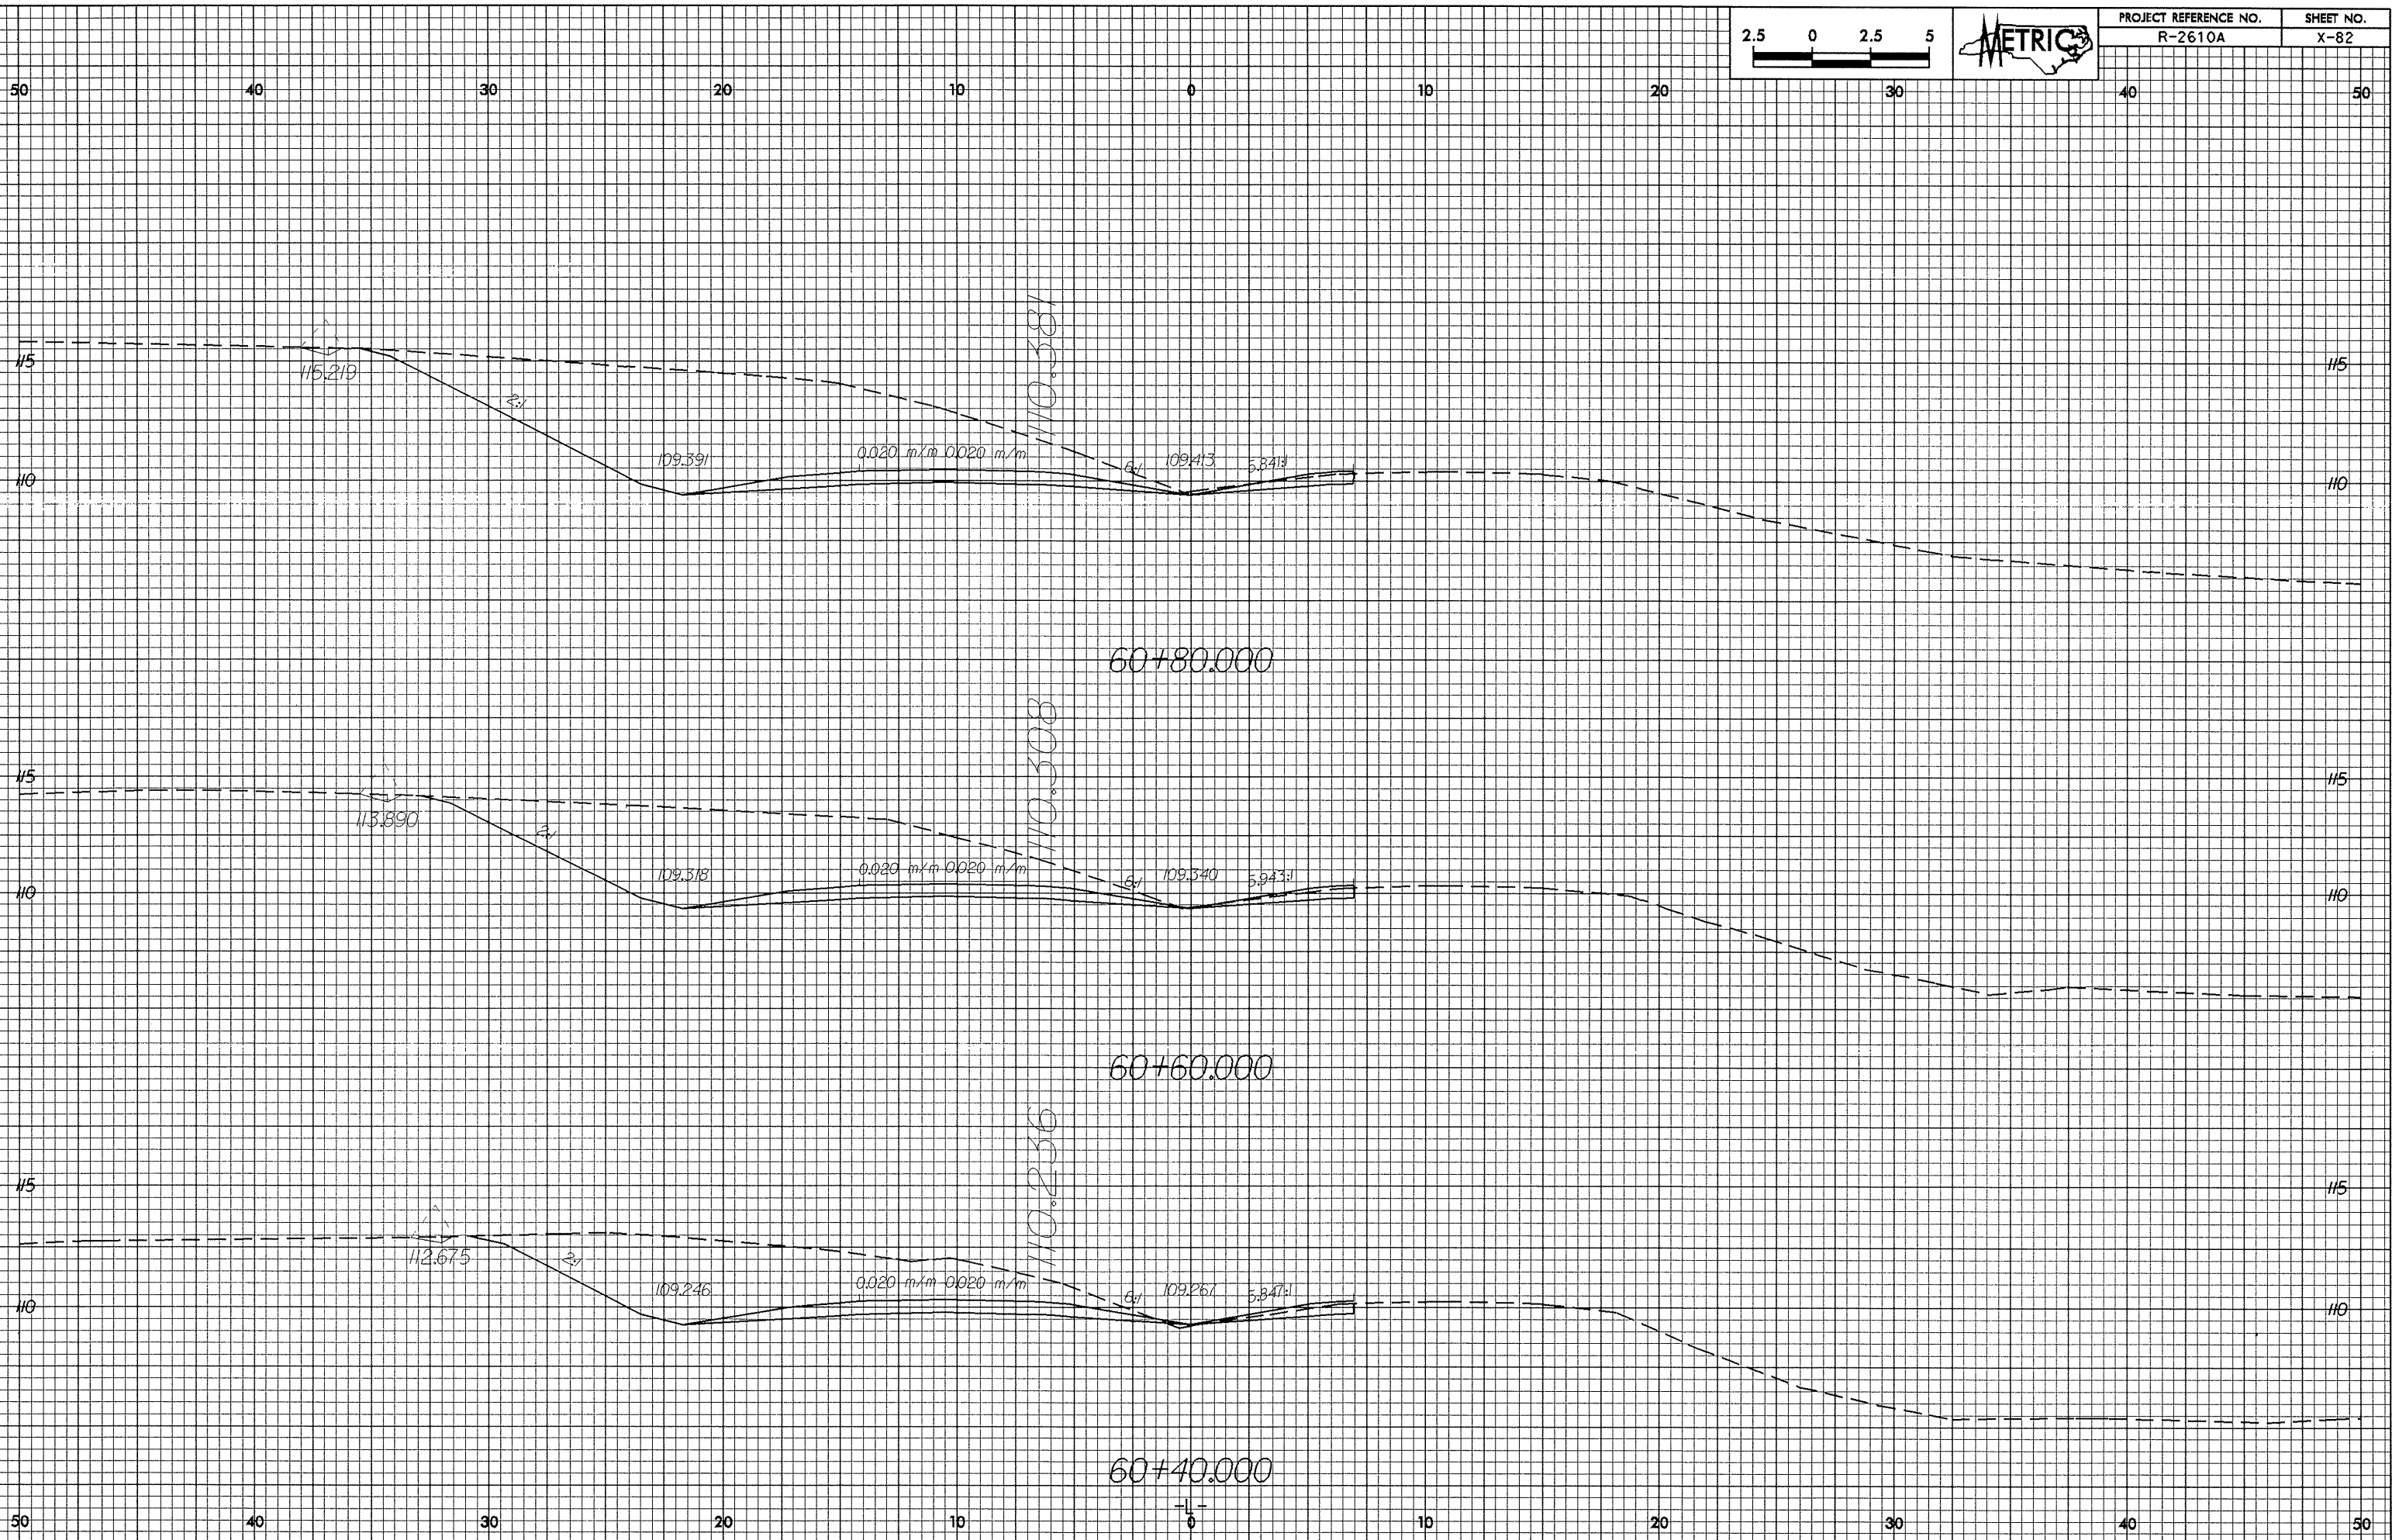 2.5 0 2.5 5
METRIC
PROJECT REFERENCE NO. SHEET NO.
R-2610A X-82
50 40 30 20 10 0 10 20 30 40 50
110.381
115 115
115.219
2:1
109.391 0.020 m/m 0.020 m/m 6:1 109.413 5.841:1
110 110
60+80.000
110.308
115 115
113.890
2:1
109.318 0.020 m/m 0.020 m/m 6:1 109.340 5.943:1
110 110
60+60.000
110.236
115 115
112.675
2:1
109.246 0.020 m/m 0.020 m/m 6:1 109.267 5.847:1
110 110
60+40.000
-L-
50 40 30 20 10 0 10 20 30 40 50